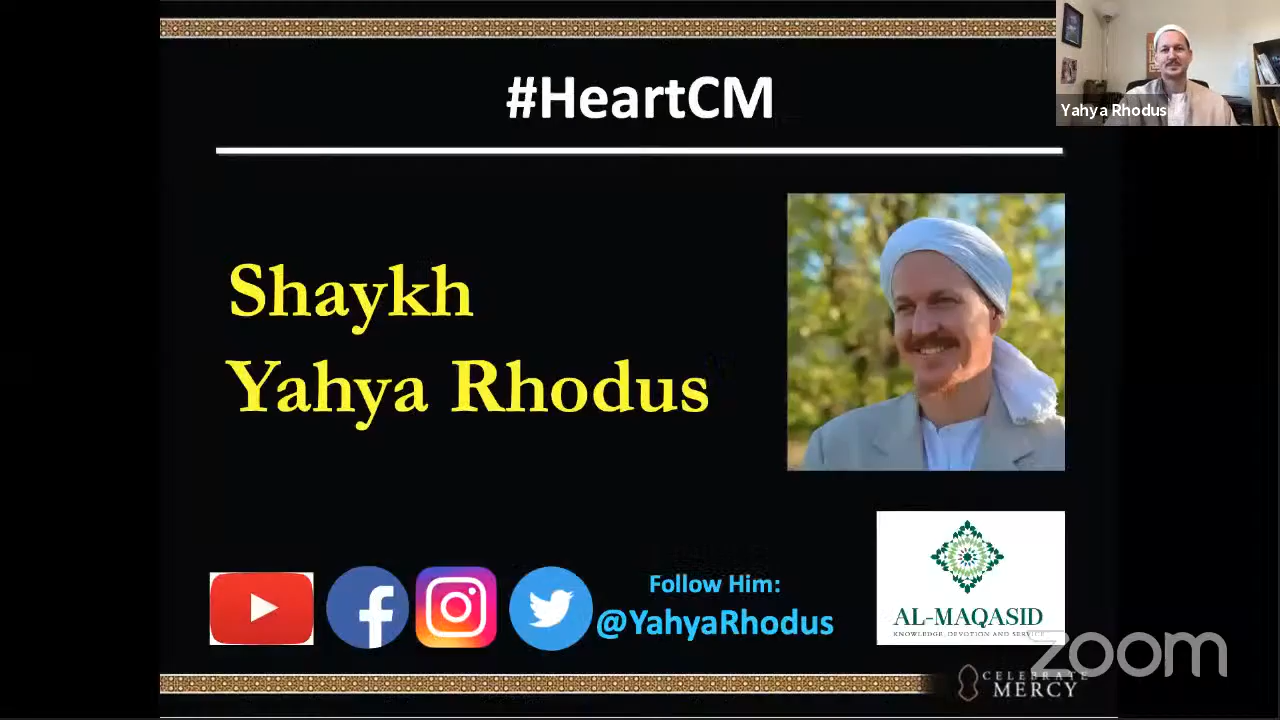 #HeartCM
Yahya Rhodus
Shaykh
Yahya Rhodus
Follow Him:
@YahyaRhodus
AL-MAQASID
KNOWLEDGE, DEVOTION AND SERVICE
zoom
CELEBRATE
MERCY